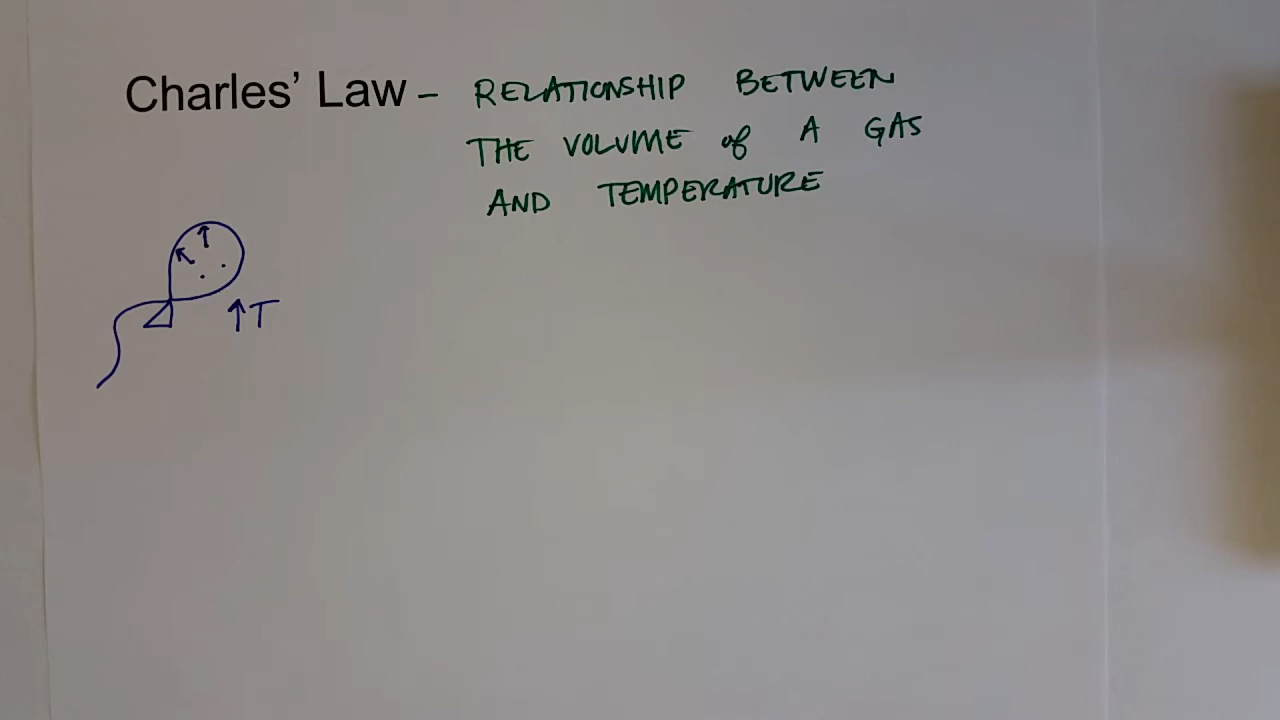 Charles' Law – RELATIONSHIP BETWEEN
THE VOLUME of A GAS
AND TEMPERATURE
↑T